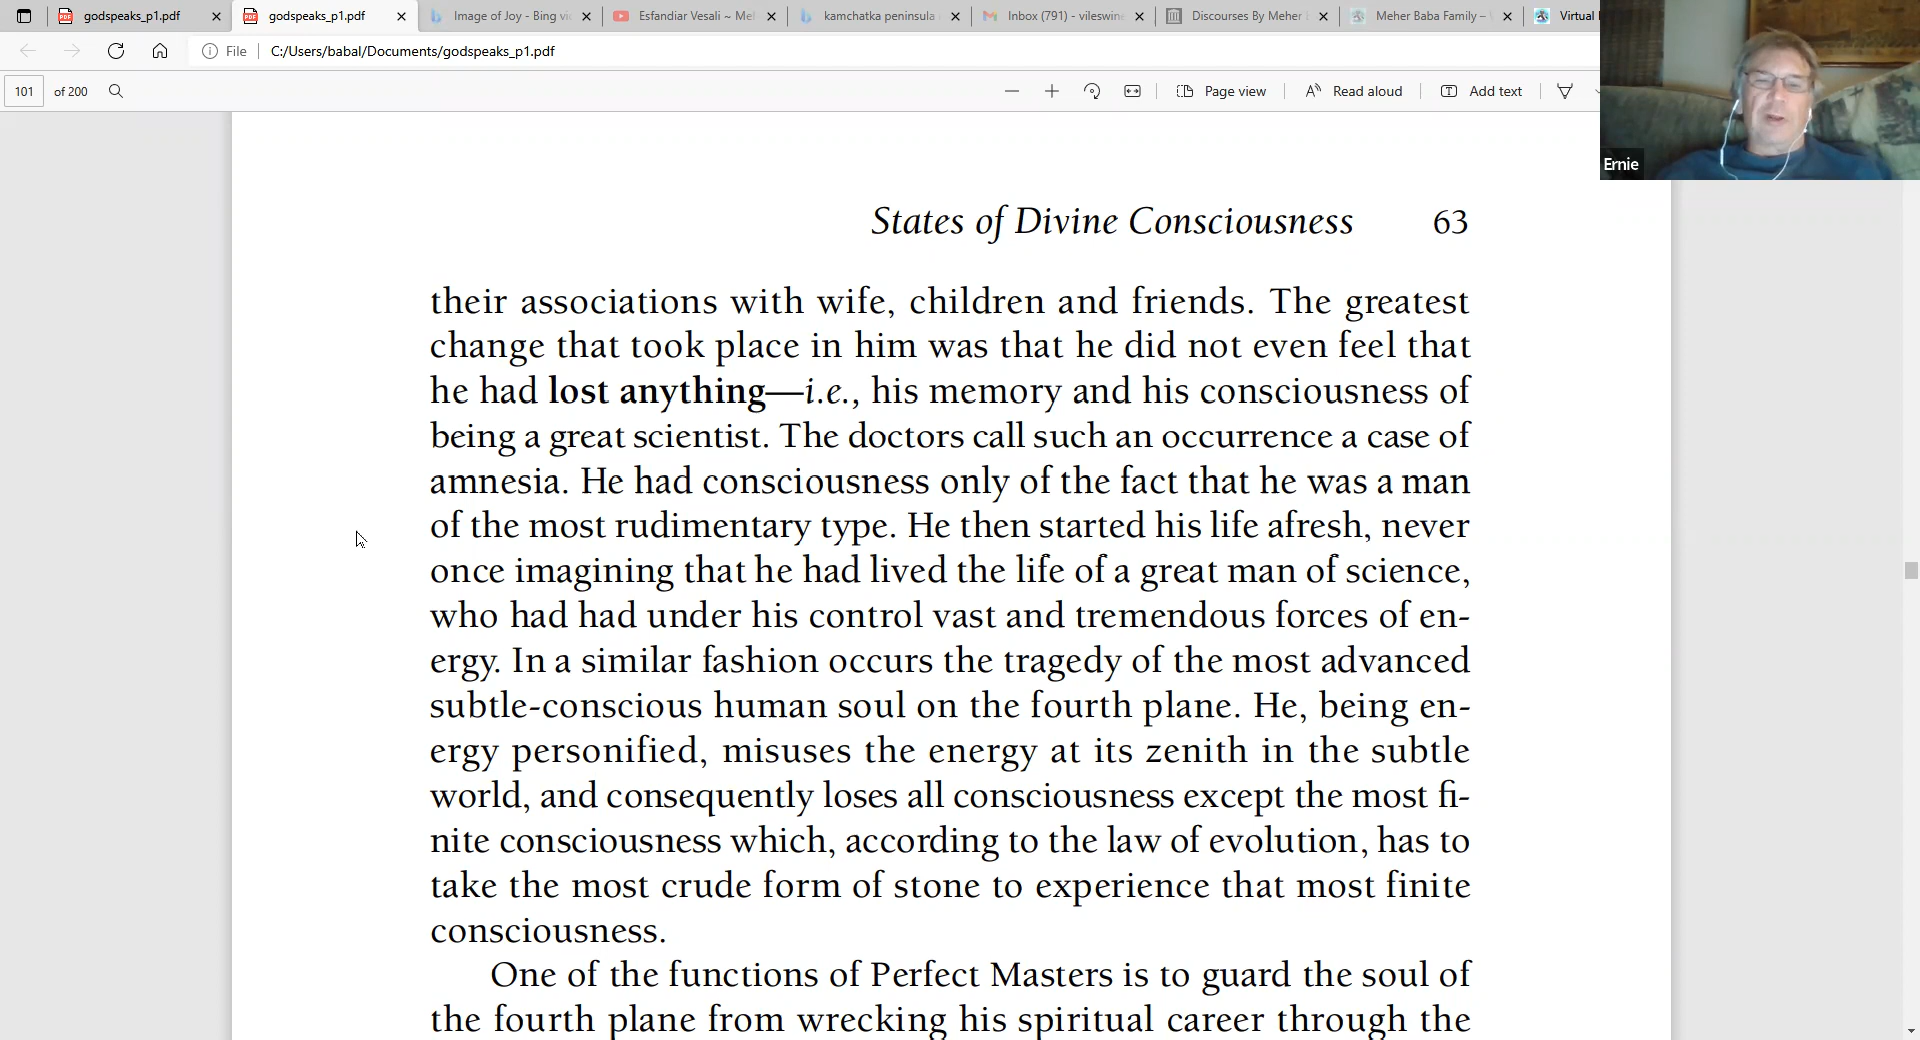 godspeaks_p1.pdf
godspeaks_p1.pdf
Image of Joy - Bing vi
Esfandiar Vesali ~ Me
kamchatka peninsula
Inbox (791) - vileswine
Discourses By Meher
Meher Baba Family –
Virtual
File
C:/Users/babal/Documents/godspeaks_p1.pdf
101 of 200
Page view
Read aloud
Add text
Ernie
States of Divine Consciousness 63
their associations with wife, children and friends. The greatest
change that took place in him was that he did not even feel that
he had lost anything—i.e., his memory and his consciousness of
being a great scientist. The doctors call such an occurrence a case of
amnesia. He had consciousness only of the fact that he was a man
of the most rudimentary type. He then started his life afresh, never
once imagining that he had lived the life of a great man of science,
who had had under his control vast and tremendous forces of en-
ergy. In a similar fashion occurs the tragedy of the most advanced
subtle-conscious human soul on the fourth plane. He, being en-
ergy personified, misuses the energy at its zenith in the subtle
world, and consequently loses all consciousness except the most fi-
nite consciousness which, according to the law of evolution, has to
take the most crude form of stone to experience that most finite
consciousness.
One of the functions of Perfect Masters is to guard the soul of
the fourth plane from wrecking his spiritual career through the